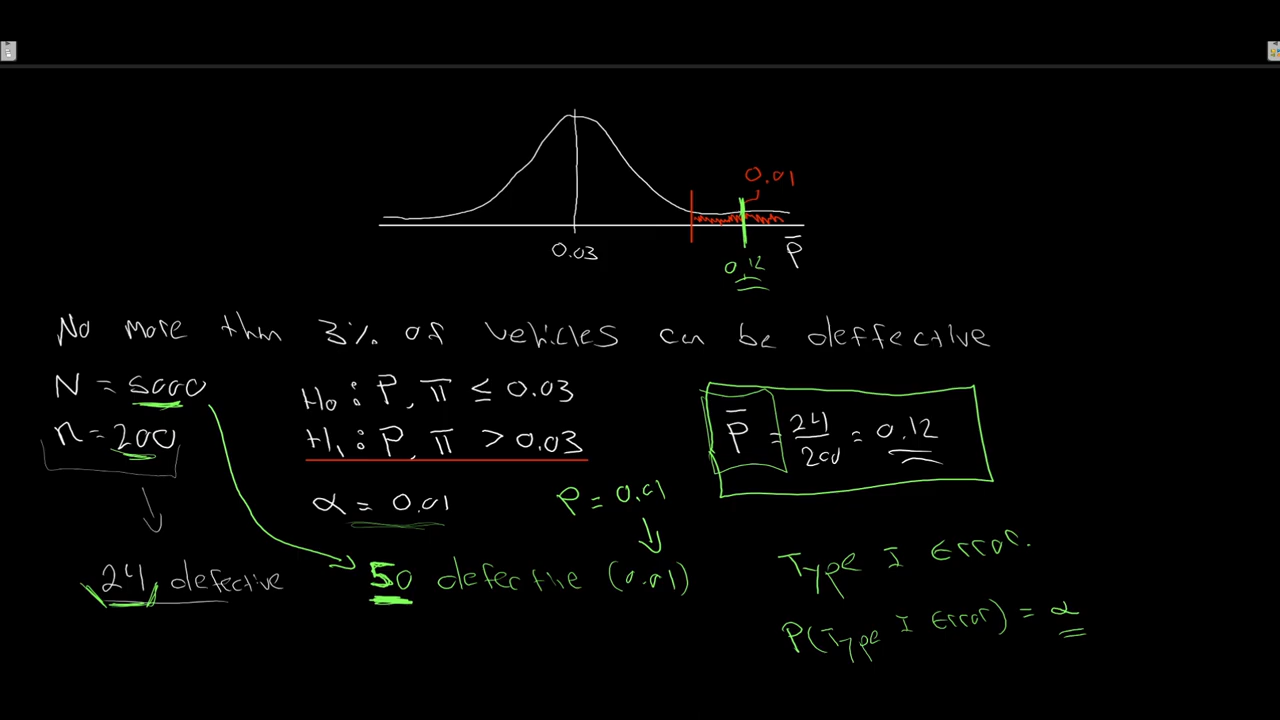 0.01
0.03
0.12
P̅
No more than 3% of vehicles can be deffective
N = 5000
n = 200
H₀ : P, π ≤ 0.03
H₁ : P, π > 0.03
P̅ = 24/200 = 0.12
α = 0.01
P = 0.01
24 defective
50 defective (0.01)
Type I Error.
P(Type I Error) = α